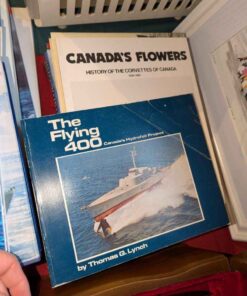 CANADA'S FLOWERS
HISTORY OF THE CORVETTES OF CANADA
The
Flying
400
Canada's Hydrofoil Project
by Thomas G. Lynch